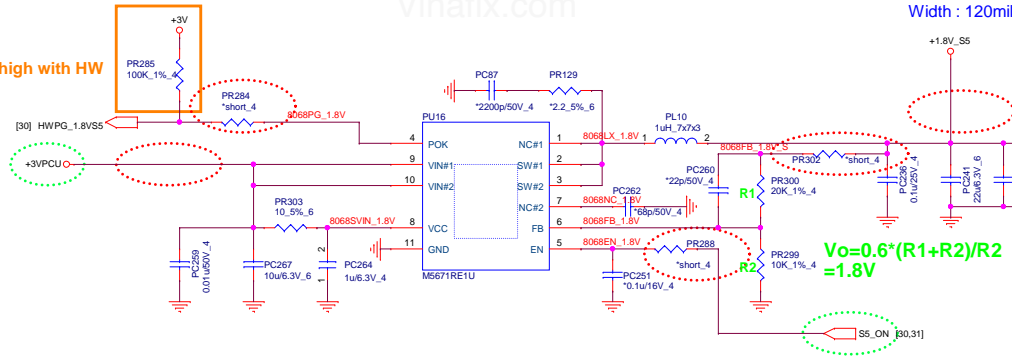 vinafix.com
Width : 120mil
+3V
+1.8V_S5
high with HW
PR285
100K_1%_4
PC87
PR129
*2200p/50V_4
*2.2_5%_6
PR284
*short_4
8068PG_1.8V
[30] HWPG_1.8VS5
PU16
PL10
1uH_7x7x3
+3VPCU
4
POK
9
VIN#1
10
VIN#2
8
VCC
11
GND
NC#1
1
SW#1
2
SW#2
3
NC#2
7
FB
6
EN
5
M5671RE1U
8068LX_1.8V
1
2
8068FB_1.8V_S
PR302
*short_4
PC236
0.1u/25V_4
PC241
22u/6.3V_6
PC260
*22p/50V_4
R1
PR300
20K_1%_4
PC262
*68p/50V_4
8068NC_1.8V
8068FB_1.8V
8068EN_1.8V
PR303
10_5%_6
8068SVIN_1.8V
PC259
0.01u/50V_4
PC267
10u/6.3V_6
2
1
PC264
1u/6.3V_4
PR288
*short_4
PC251
*0.1u/16V_4
R2
PR299
10K_1%_4
Vo=0.6*(R1+R2)/R2
=1.8V
S5_ON [30,31]